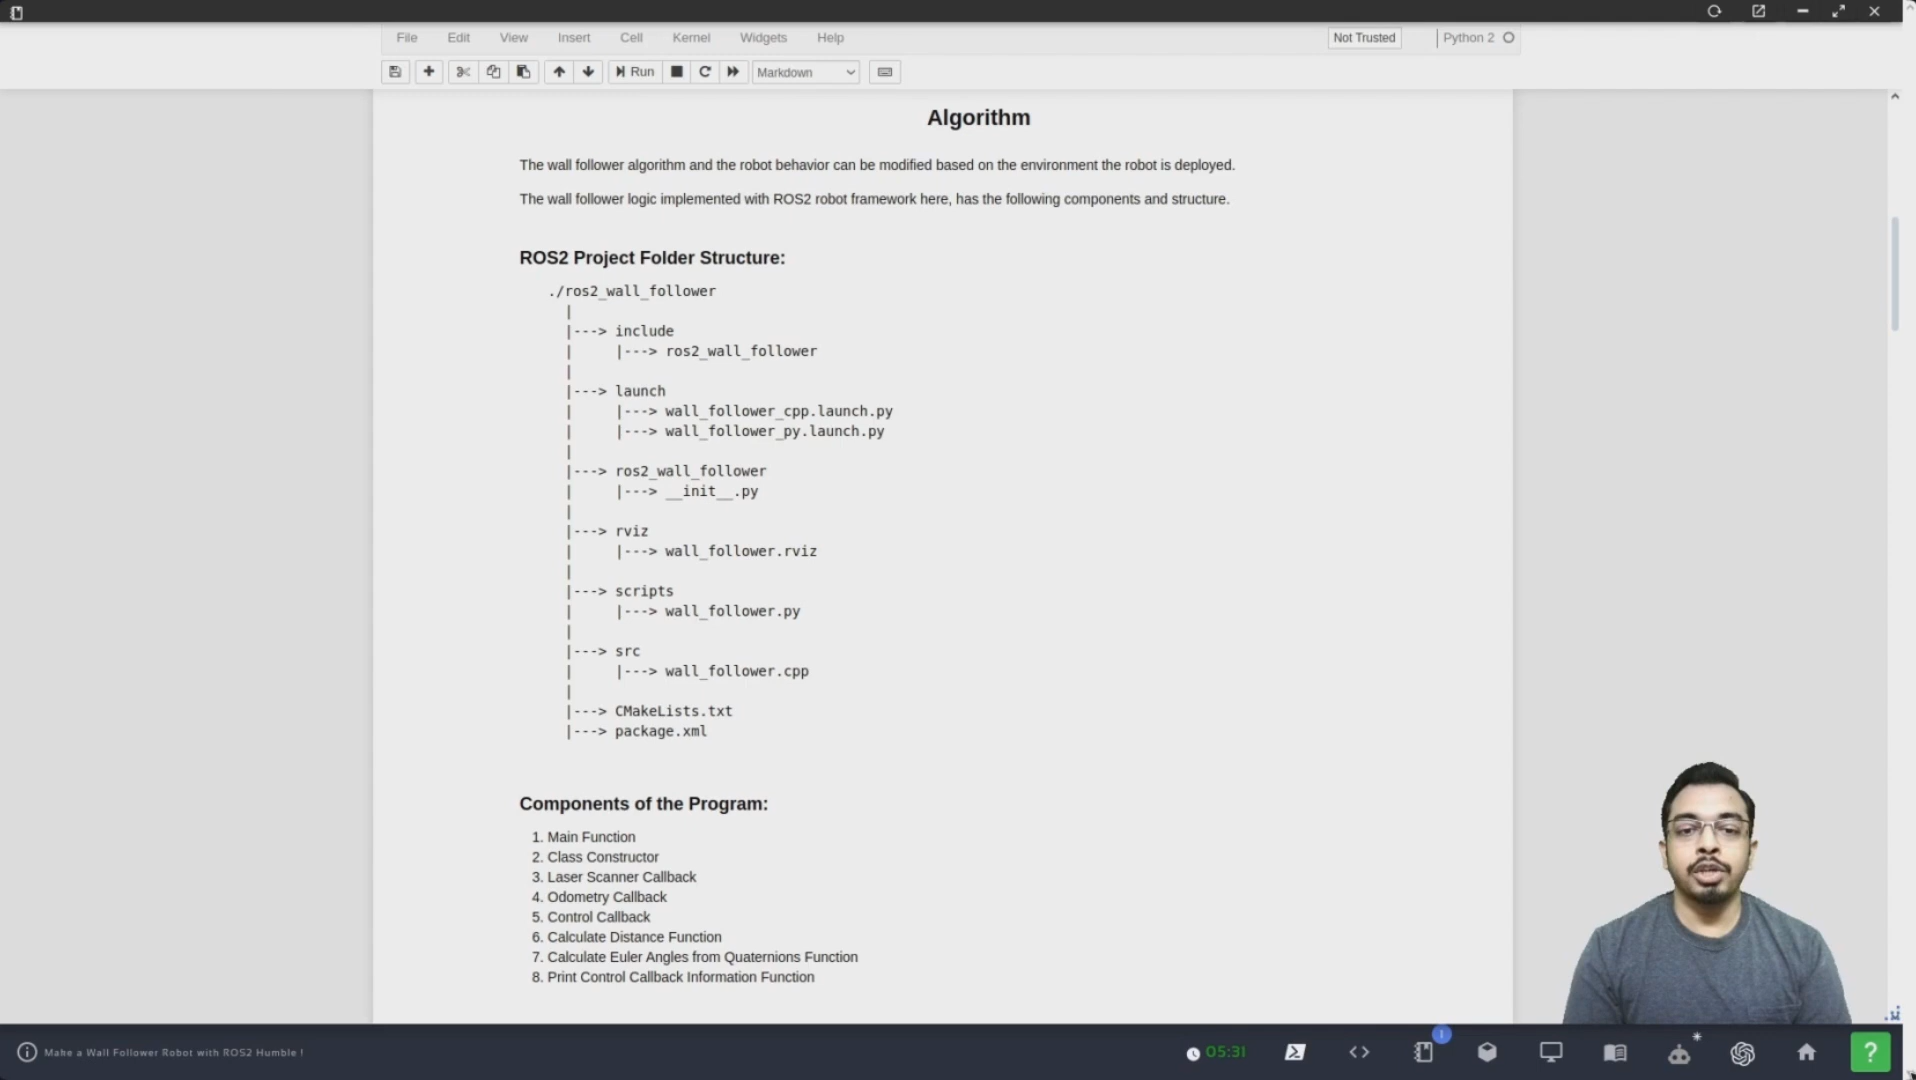 File Edit View Insert Cell Kernel Widgets Help Not Trusted Python 2
Run Markdown
Algorithm
The wall follower algorithm and the robot behavior can be modified based on the environment the robot is deployed.
The wall follower logic implemented with ROS2 robot framework here, has the following components and structure.
ROS2 Project Folder Structure:
./ros2_wall_follower
|
|---> include
| |---> ros2_wall_follower
|
|---> launch
| |---> wall_follower_cpp.launch.py
| |---> wall_follower_py.launch.py
|
|---> ros2_wall_follower
| |---> __init__.py
|
|---> rviz
| |---> wall_follower.rviz
|
|---> scripts
| |---> wall_follower.py
|
|---> src
| |---> wall_follower.cpp
|
|---> CMakeLists.txt
|---> package.xml
Components of the Program:
1. Main Function
2. Class Constructor
3. Laser Scanner Callback
4. Odometry Callback
5. Control Callback
6. Calculate Distance Function
7. Calculate Euler Angles from Quaternions Function
8. Print Control Callback Information Function
Make a Wall Follower Robot with ROS2 Humble ! 05:31 ?